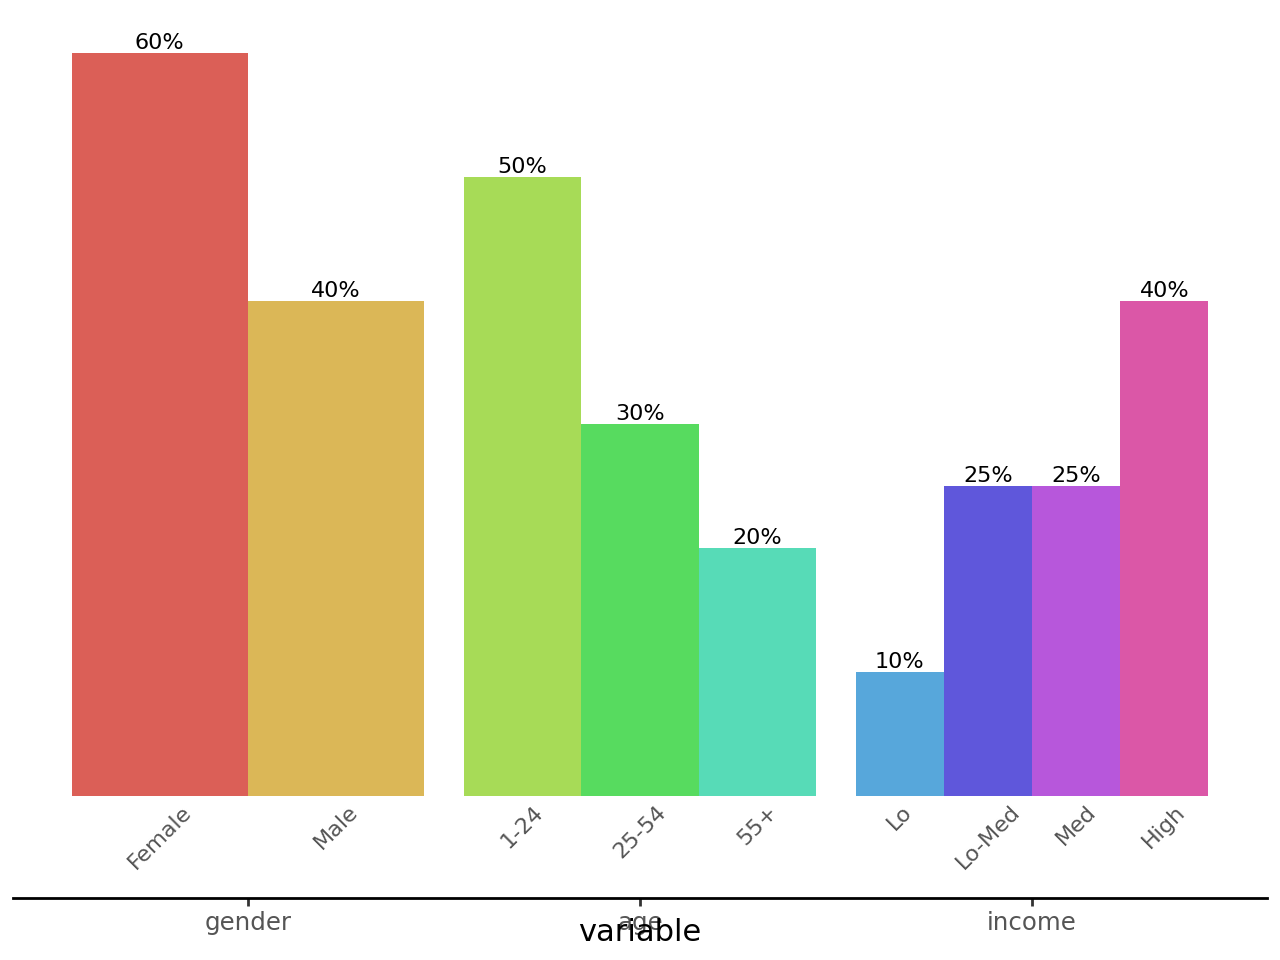 60%
50%
40% 40%
30%
25% 25%
20%
10%
Female Male 1-24 25-54 55+ Lo Lo-Med Med High
gender age income
variable